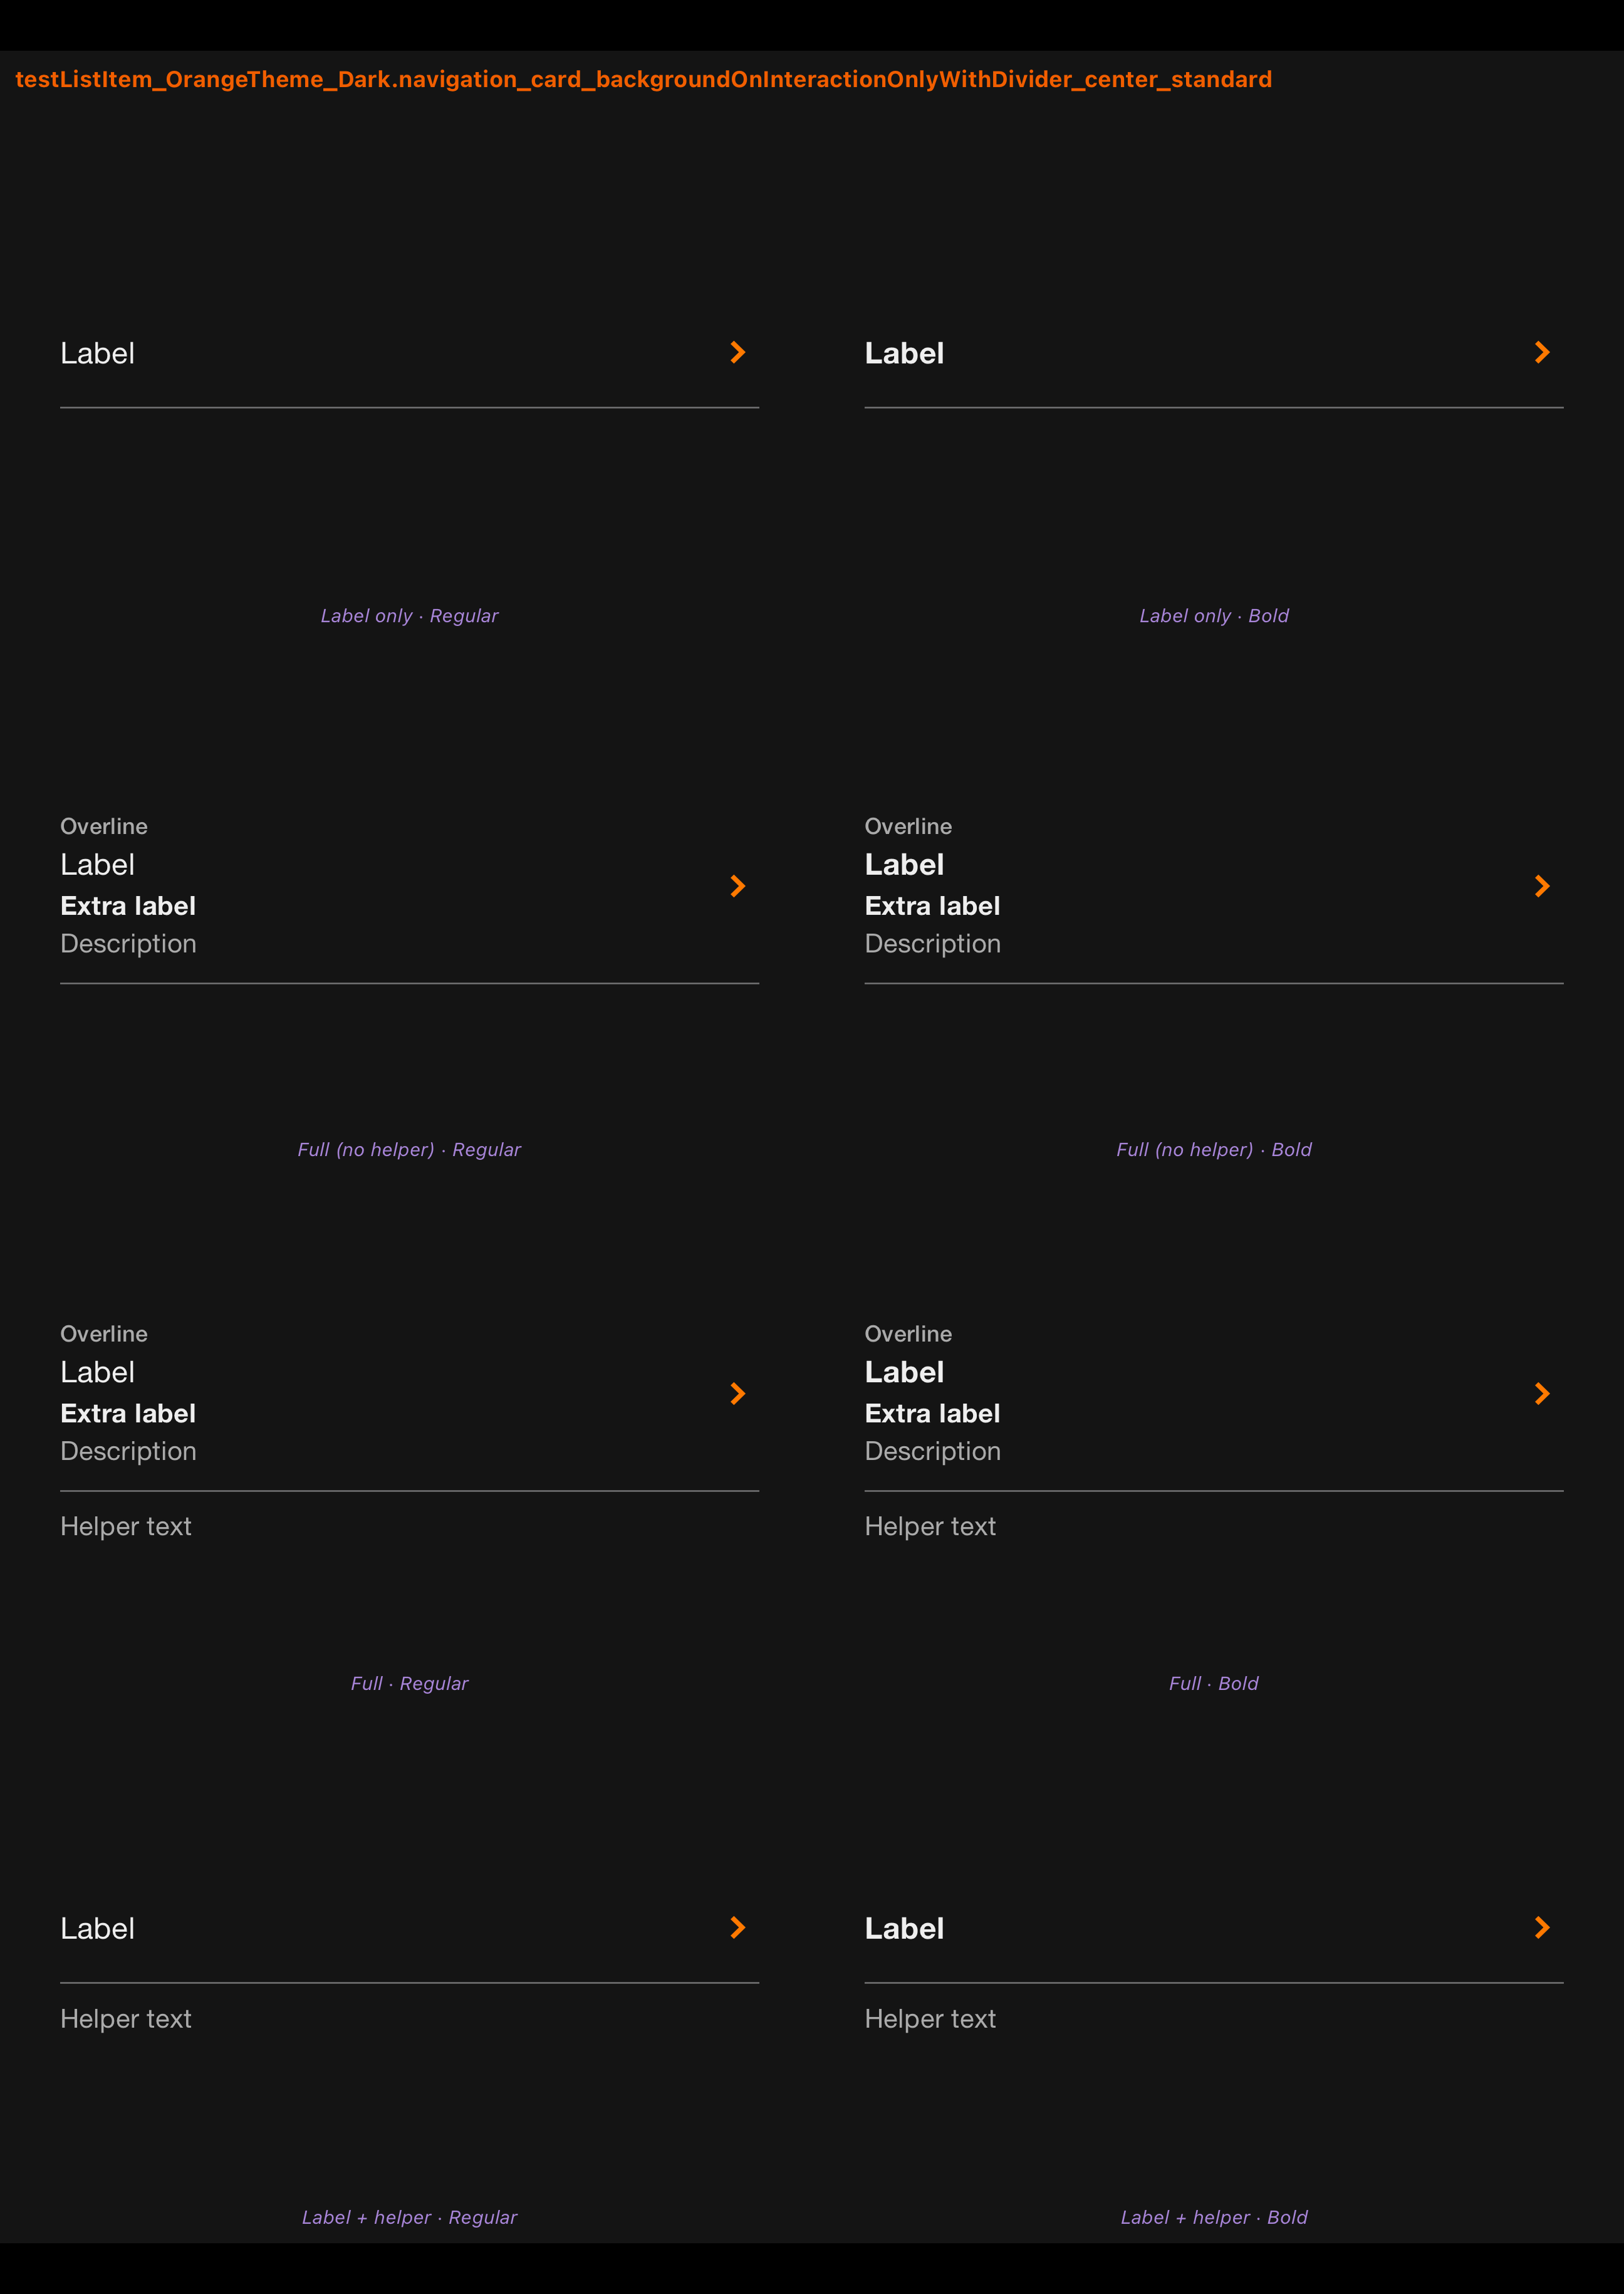 testListItem_OrangeTheme_Dark.navigation_card_backgroundOnInteractionOnlyWithDivider_center_standard
Label
Label
Label only · Regular
Label only · Bold
Overline
Label
Extra label
Description
Overline
Label
Extra label
Description
Full (no helper) · Regular
Full (no helper) · Bold
Overline
Label
Extra label
Description
Helper text
Overline
Label
Extra label
Description
Helper text
Full · Regular
Full · Bold
Label
Helper text
Label
Helper text
Label + helper · Regular
Label + helper · Bold